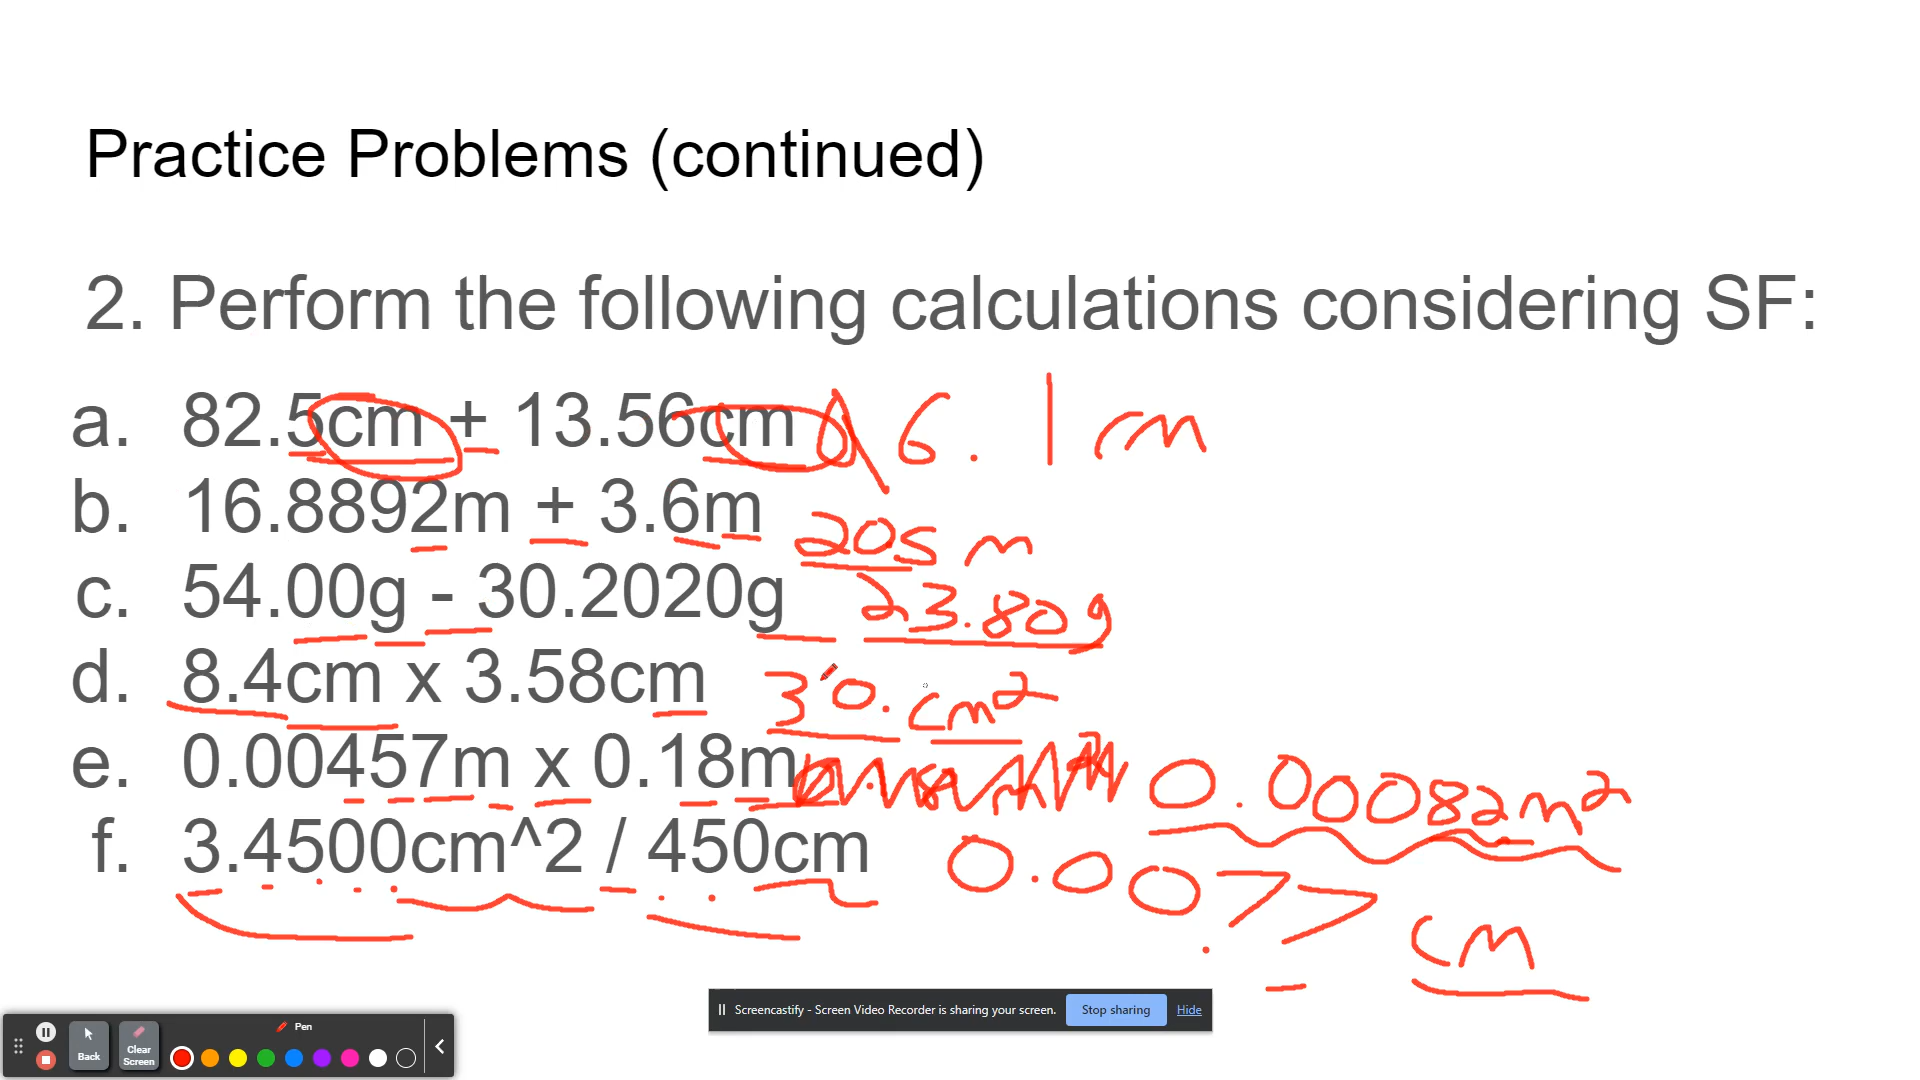 Practice Problems (continued)
2. Perform the following calculations considering SF:
a. 82.5cm + 13.56cm 96.1 cm
b. 16.8892m + 3.6m 20.5 m
c. 54.00g - 30.2020g 23.80g
d. 8.4cm x 3.58cm 30. cm²
e. 0.00457m x 0.18m 0.00082m²
f. 3.4500cm^2 / 450cm 0.0077 cm
Pen
Back
Clear
Screen
Screencastify - Screen Video Recorder is sharing your screen. Stop sharing Hide